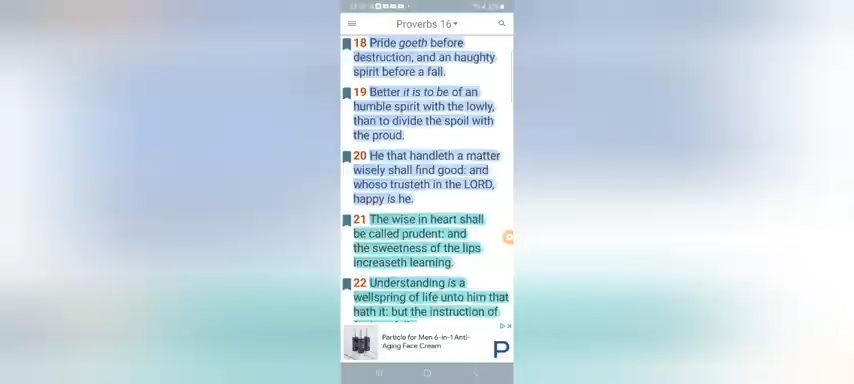 Proverbs 16
18 Pride goeth before
destruction, and an haughty
spirit before a fall.
19 Better it is to be of an
humble spirit with the lowly,
than to divide the spoil with
the proud.
20 He that handleth a matter
wisely shall find good: and
whoso trusteth in the LORD,
happy is he.
21 The wise in heart shall
be called prudent: and
the sweetness of the lips
increaseth learning.
22 Understanding is a
wellspring of life unto him that
hath it: but the instruction of
Particle for Men 6-in-1 Anti-
Aging Face Cream
P